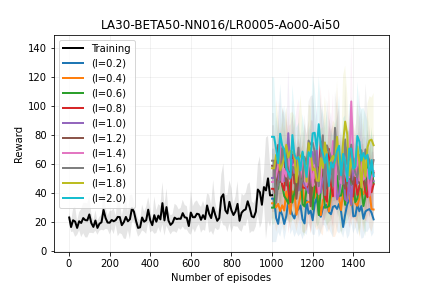 LA30-BETA50-NN016/LR0005-Ao00-Ai50
Reward
140
120
100
80
60
40
20
0
Training
(l=0.2)
(l=0.4)
(l=0.6)
(l=0.8)
(l=1.0)
(l=1.2)
(l=1.4)
(l=1.6)
(l=1.8)
(l=2.0)
0 200 400 600 800 1000 1200 1400
Number of episodes